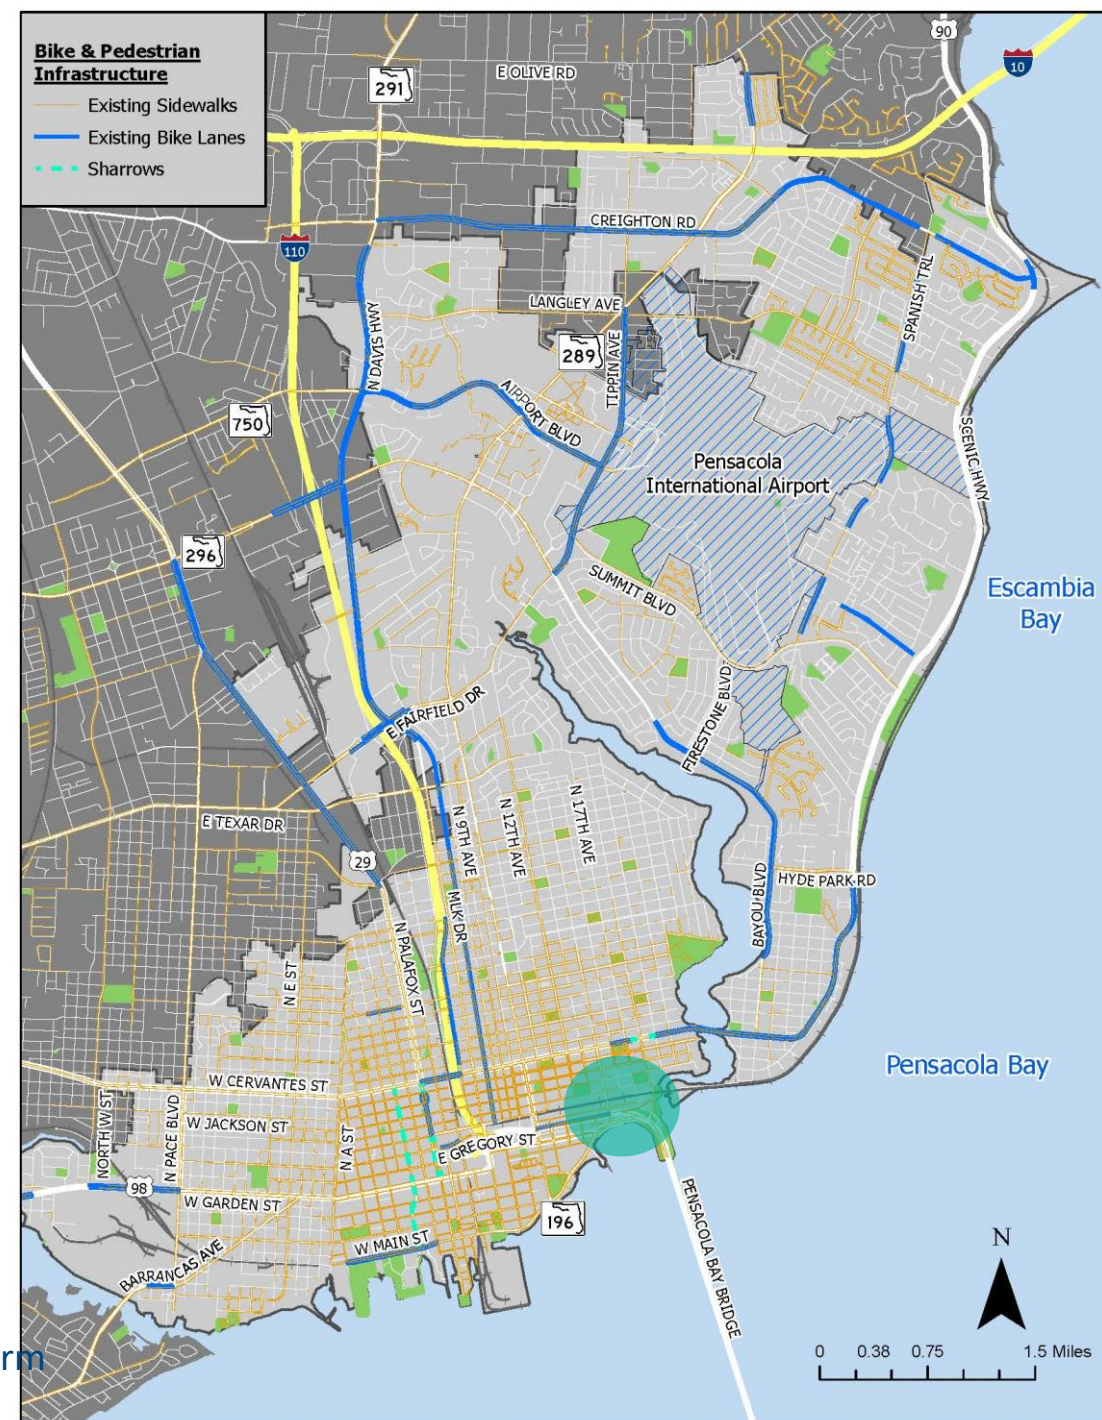 Bike & Pedestrian
Infrastructure
Existing Sidewalks
Existing Bike Lanes
Sharrows
90
10
E OLIVE RD
291
CREIGHTON RD
110
SPANISH TRL
LANGLEY AVE
N DAVIS HWY
289
TIPPIN AVE
AIRPORT BLVD
750
SCENIC HWY
Pensacola
International Airport
296
SUMMIT BLVD
Escambia
Bay
FIRESTONE BLVD
E FAIRFIELD DR
N 9TH AVE
N 12TH AVE
N 17TH AVE
E TEXAR DR
29
HYDE PARK RD
BAYOU BLVD
MLK DR
N PALAFOX ST
N E ST
Pensacola Bay
W CERVANTES ST
NORTH W ST
N PACE BLVD
W JACKSON ST
N A ST
E GREGORY ST
98
W GARDEN ST
196
PENSACOLA BAY BRIDGE
W MAIN ST
BARRANCAS AVE
N
rm
0 0.38 0.75 1.5 Miles